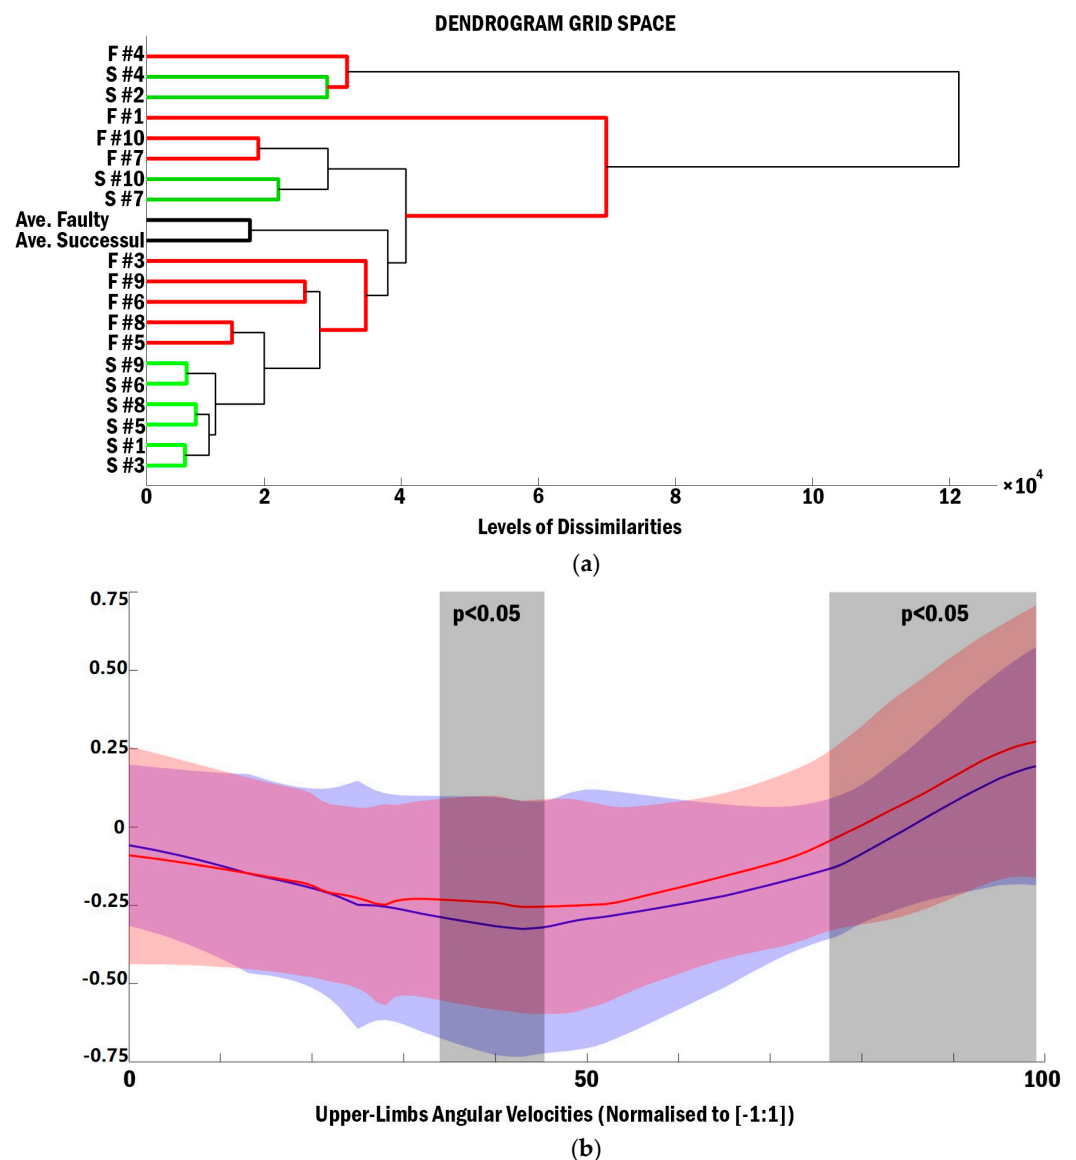 DENDROGRAM GRID SPACE
F #4
S #4
S #2
F #1
F #10
F #7
S #10
S #7
Ave. Faulty
Ave. Successul
F #3
F #9
F #6
F #8
F #5
S #9
S #6
S #8
S #5
S #1
S #3
0 2 4 6 8 10 12 ×10⁴
Levels of Dissimilarities
(a)
0.75
p<0.05 p<0.05
0.50
0.25
0
-0.25
-0.50
-0.75
0 50 100
Upper-Limbs Angular Velocities (Normalised to [-1:1])
(b)